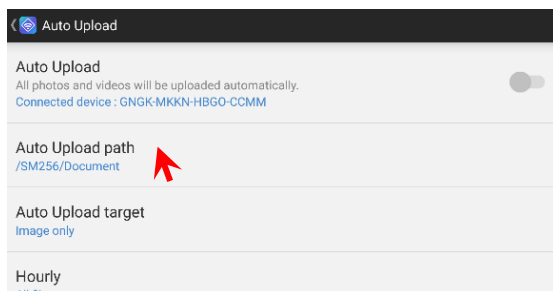 Auto Upload
Auto Upload
All photos and videos will be uploaded automatically.
Connected device : GNGK-MKKN-HBGO-CCMM
Auto Upload path
/SM256/Document
Auto Upload target
Image only
Hourly